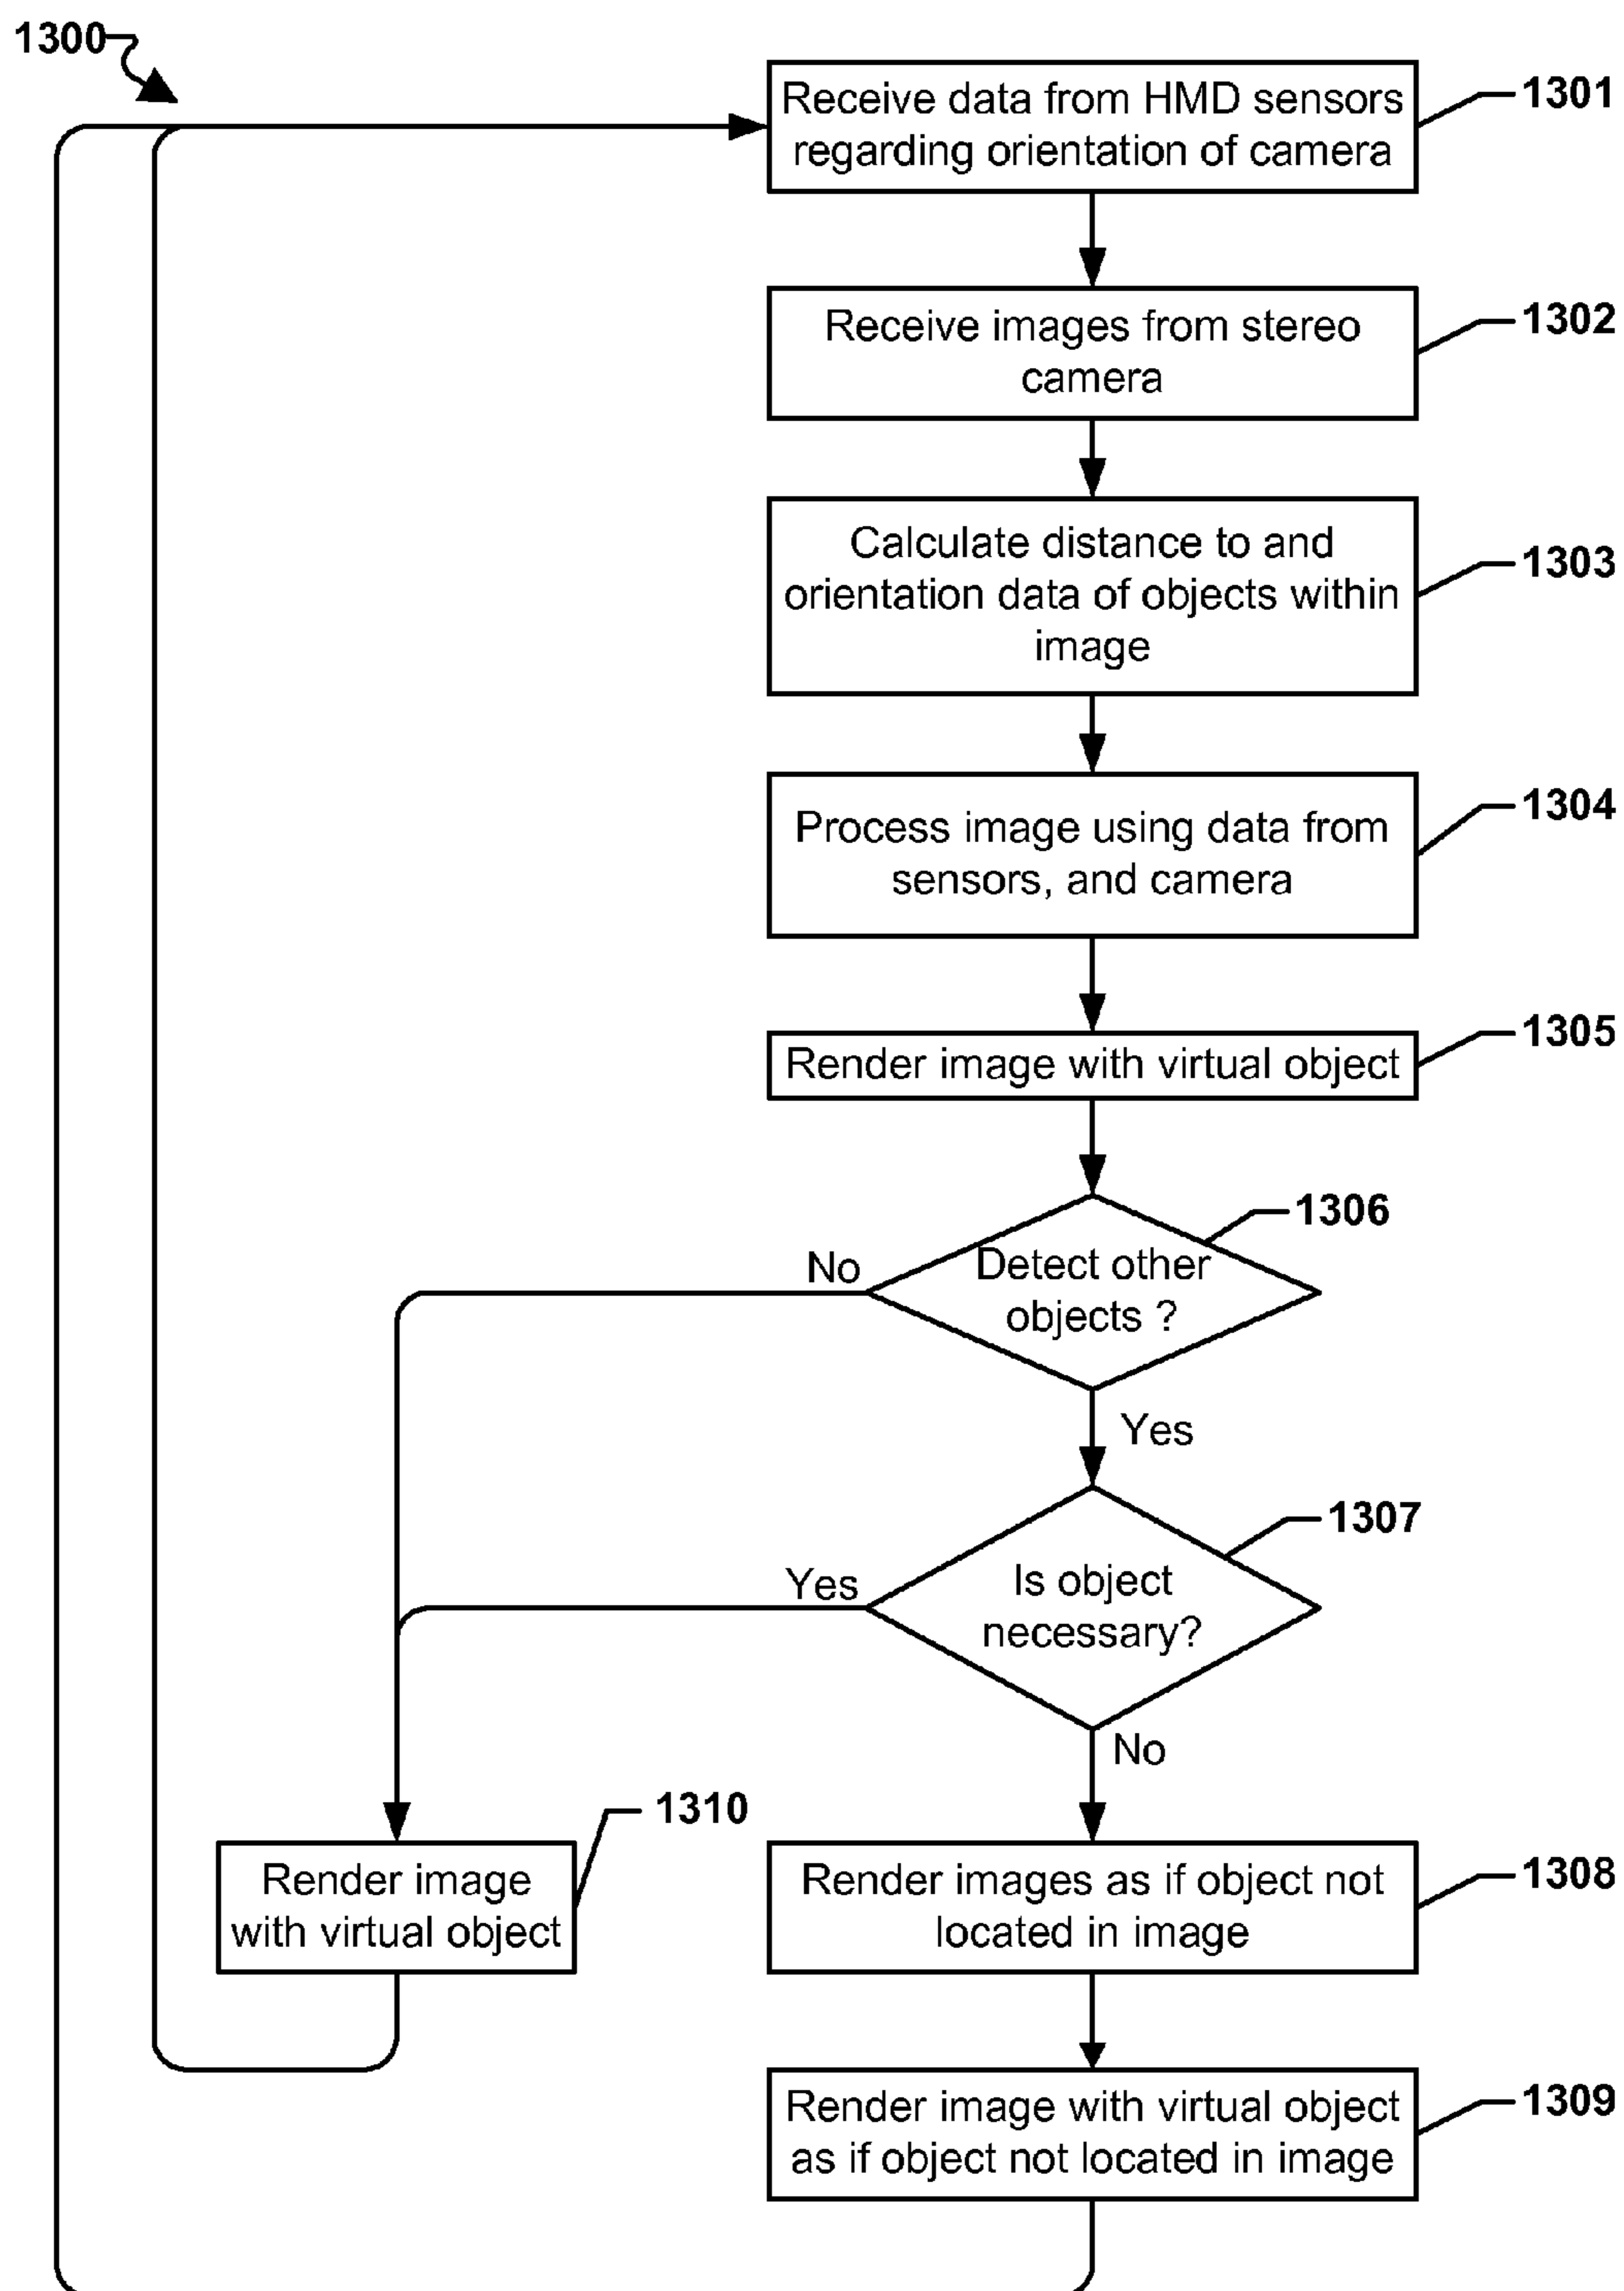 1300
Receive data from HMD sensors
regarding orientation of camera
1301
Receive images from stereo
camera
1302
Calculate distance to and
orientation data of objects within
image
1303
Process image using data from
sensors, and camera
1304
Render image with virtual object
1305
Detect other
objects ?
1306
No
Yes
Is object
necessary?
1307
Yes
No
Render image
with virtual object
1310
Render images as if object not
located in image
1308
Render image with virtual object
as if object not located in image
1309